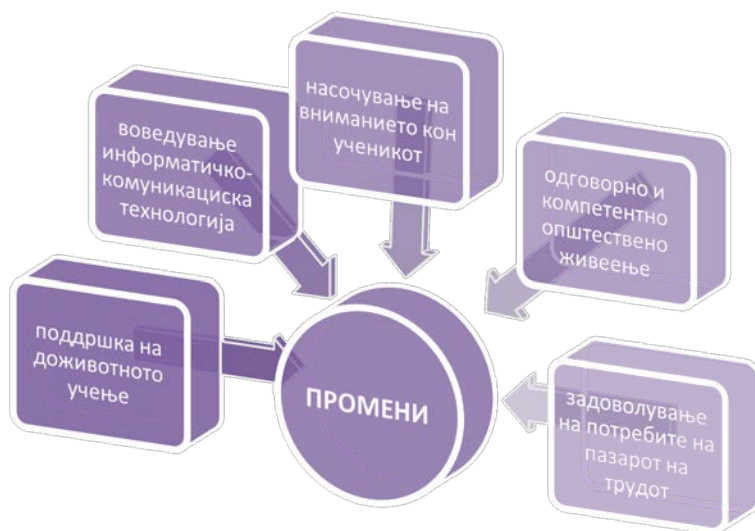 насочување на
вниманието кон
ученикот
воведување
информатичко-
комуникациска
технологија
одговорно и
компетентно
општествено
живеење
поддршка на
доживотното
учење
ПРОМЕНИ
задоволување
на потребите на
пазарот на
трудот